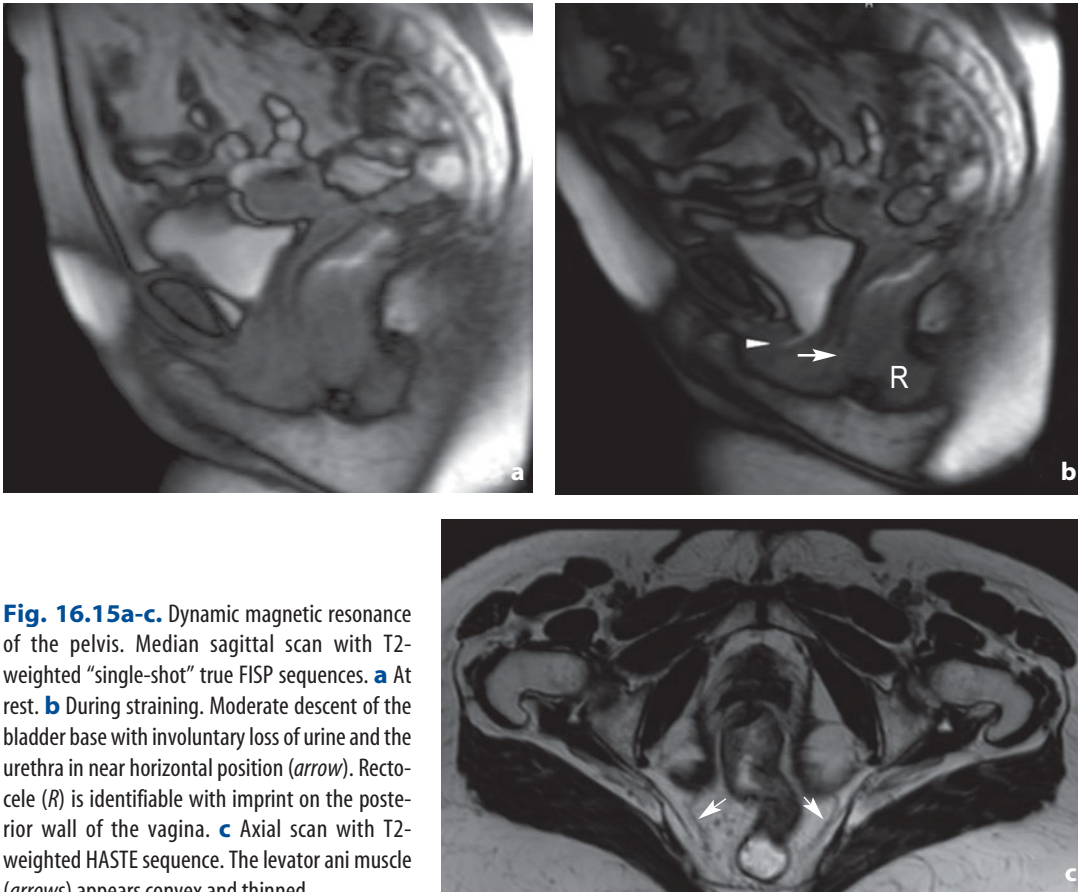 a
b
R
Fig. 16.15a-c. Dynamic magnetic resonance
of the pelvis. Median sagittal scan with T2-
weighted “single-shot” true FISP sequences. a At
rest. b During straining. Moderate descent of the
bladder base with involuntary loss of urine and the
urethra in near horizontal position (arrow). Recto-
cele (R) is identifiable with imprint on the poste-
rior wall of the vagina. c Axial scan with T2-
weighted HASTE sequence. The levator ani muscle
(arrows) appears convex and thinned
c